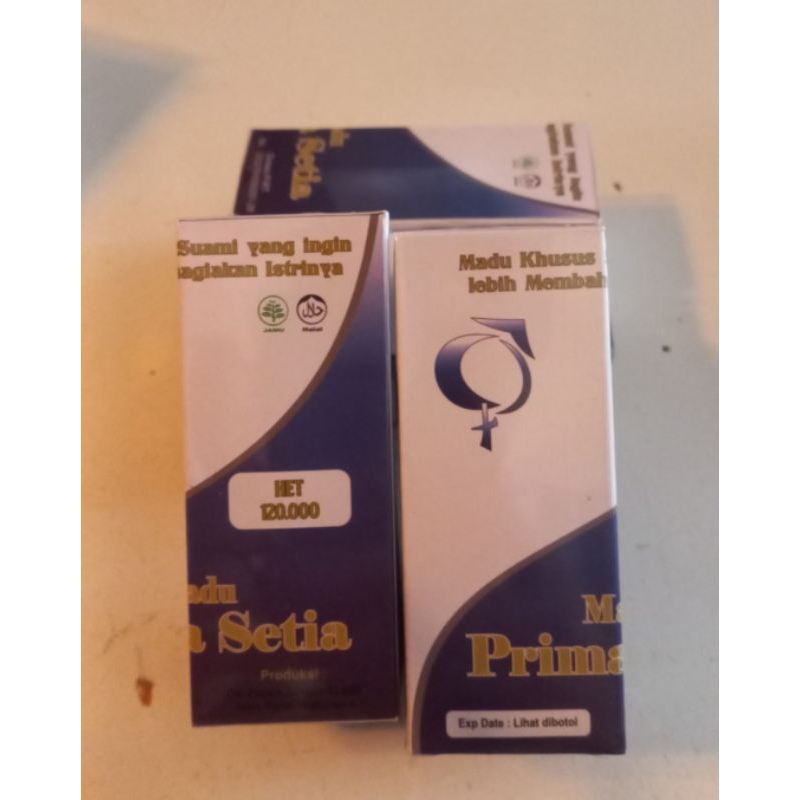 Suami yang ingin
agiakan Istrinya
JAMU
Halal
HET
120.000
adu
a Setia
Produksi :
Madu Khusus
lebih Membah
Ma
Prima
Exp Date : Lihat dibotol
Setia